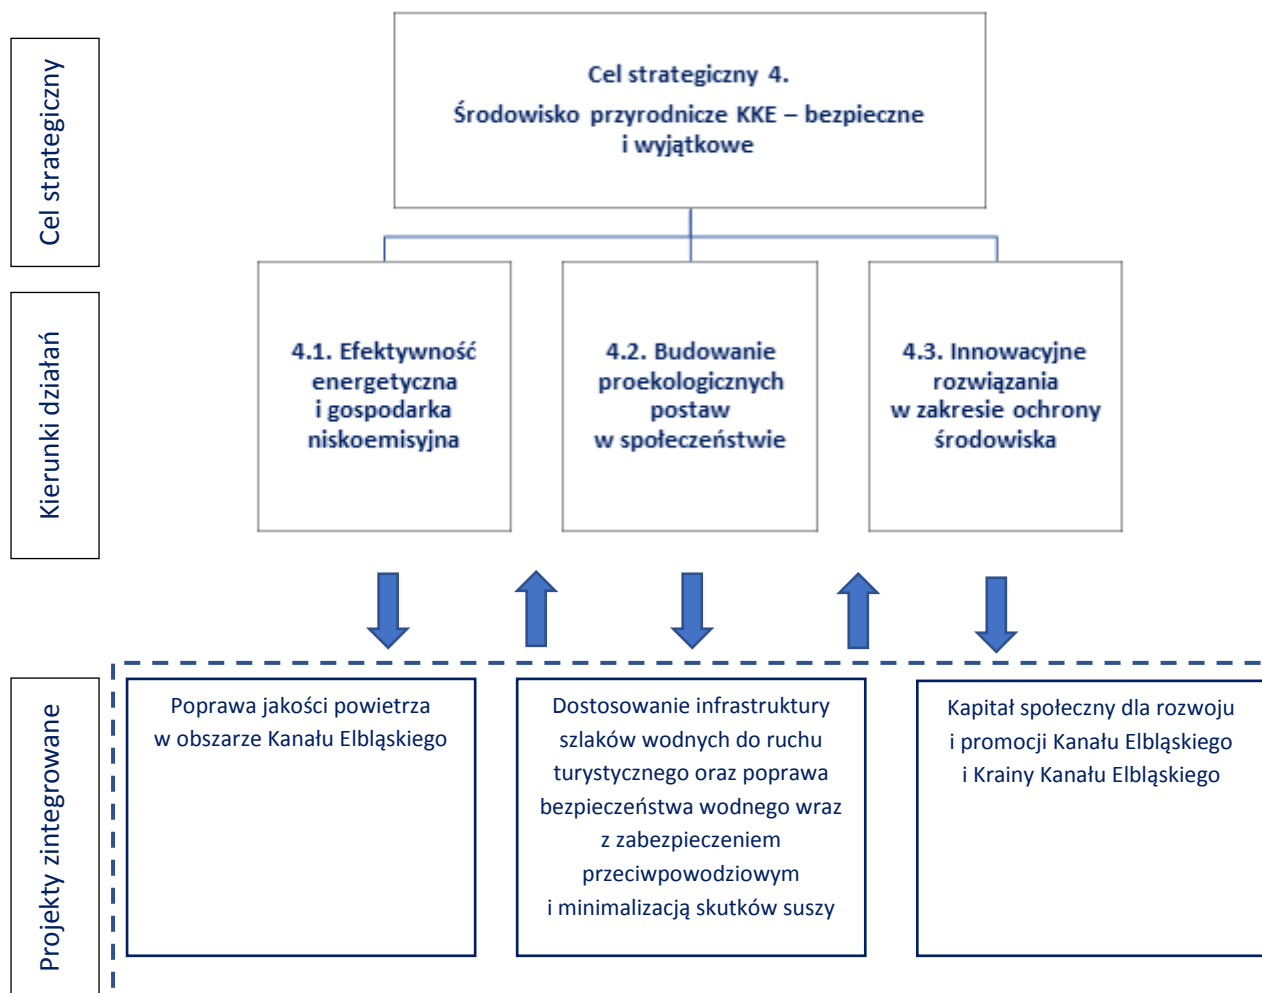 Cel strategiczny
Cel strategiczny 4.
Środowisko przyrodnicze KKE – bezpieczne
i wyjątkowe
Kierunki działań
4.1. Efektywność
energetyczna
i gospodarka
niskoemisyjna
4.2. Budowanie
proekologicznych
postaw
w społeczeństwie
4.3. Innowacyjne
rozwiązania
w zakresie ochrony
środowiska
Projekty zintegrowane
Poprawa jakości powietrza
w obszarze Kanału Elbląskiego
Dostosowanie infrastruktury
szlaków wodnych do ruchu
turystycznego oraz poprawa
bezpieczeństwa wodnego wraz
z zabezpieczeniem
przeciwpowodziowym
i minimalizacją skutków suszy
Kapitał społeczny dla rozwoju
i promocji Kanału Elbląskiego
i Krainy Kanału Elbląskiego